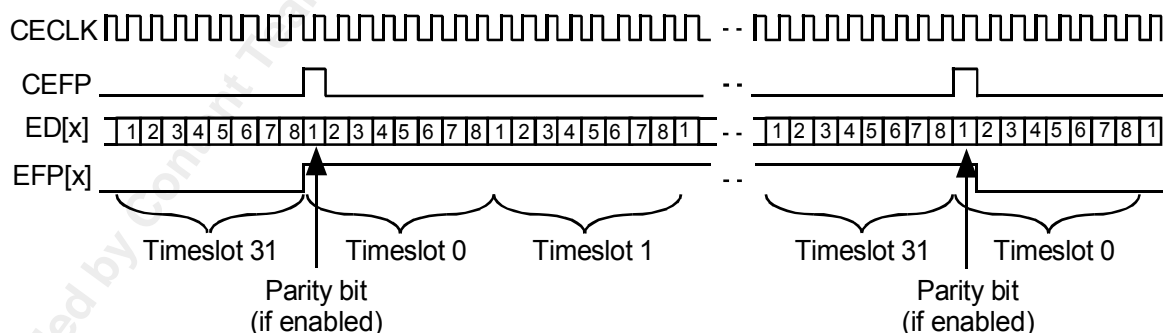 CECLK - -
CEFP - -
ED[x] 1 2 3 4 5 6 7 8 1 2 3 4 5 6 7 8 1 2 3 4 5 6 7 8 1 - - 1 2 3 4 5 6 7 8 1 2 3 4 5 6 7 8 1
EFP[x] - -
Timeslot 31 Timeslot 0 Timeslot 1 Timeslot 31 Timeslot 0
Parity bit Parity bit
(if enabled) (if enabled)